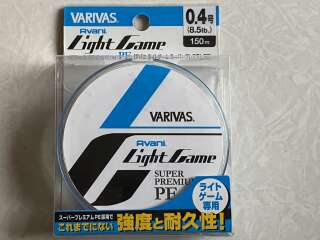 VARIVAS
Avani
Light Game
PE
0.4号
(8.5lb.)
150m
VARIVAS®
Avani
Light Game
SUPER
PREMIUM
PE
ライト
ゲーム
専用
スーパープレミアムPE採用で
これまでにない
強度と耐久性!